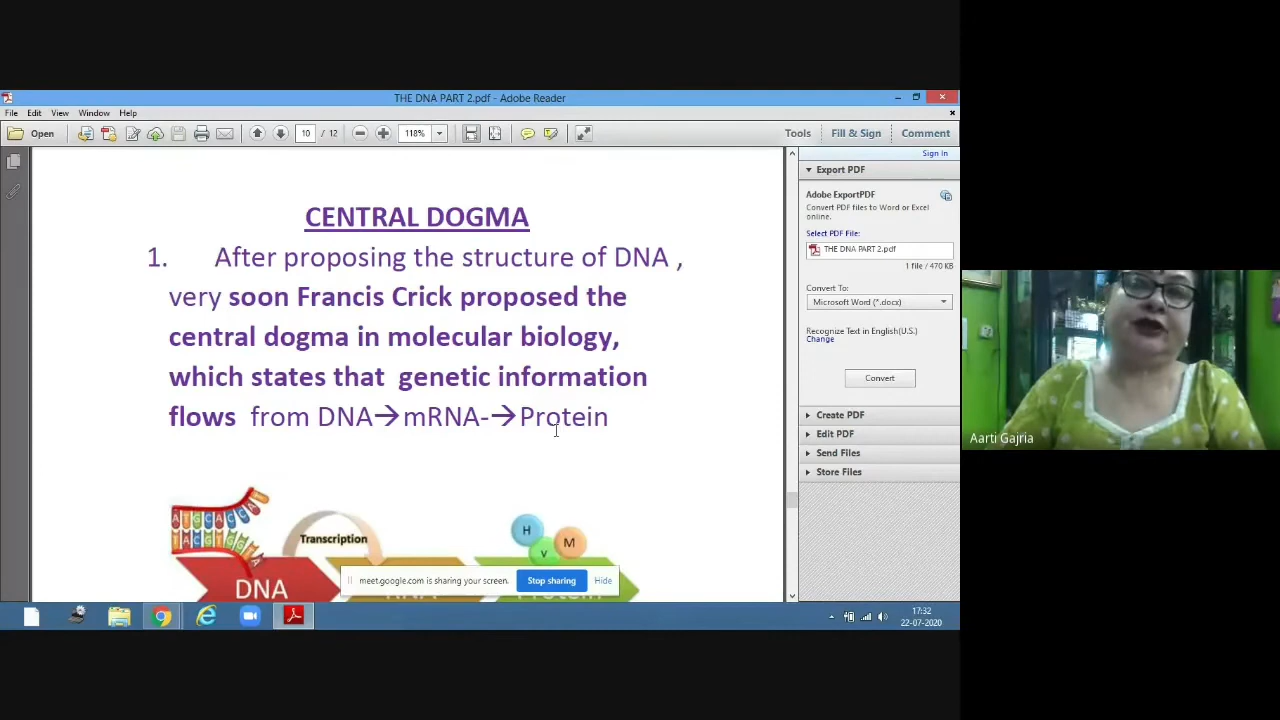 THE DNA PART 2.pdf - Adobe Reader
File Edit View Window Help
Open 10 / 12 118% Tools Fill & Sign Comment
Sign In
Export PDF
Adobe ExportPDF
Convert PDF files to Word or Excel
online.
Select PDF File:
THE DNA PART 2.pdf
1 file / 470 KB
Convert To:
Microsoft Word (*.docx)
Recognize Text in English(U.S.)
Change
Convert
Create PDF
Edit PDF
Send Files
Store Files
CENTRAL DOGMA
1. After proposing the structure of DNA ,
very soon Francis Crick proposed the
central dogma in molecular biology,
which states that genetic information
flows from DNA→mRNA-→Protein
ATGCACCA
TACGTGG
Transcription
H
M
V
DNA
RNA
Protein
meet.google.com is sharing your screen. Stop sharing Hide
17:32
22-07-2020
Aarti Gajria